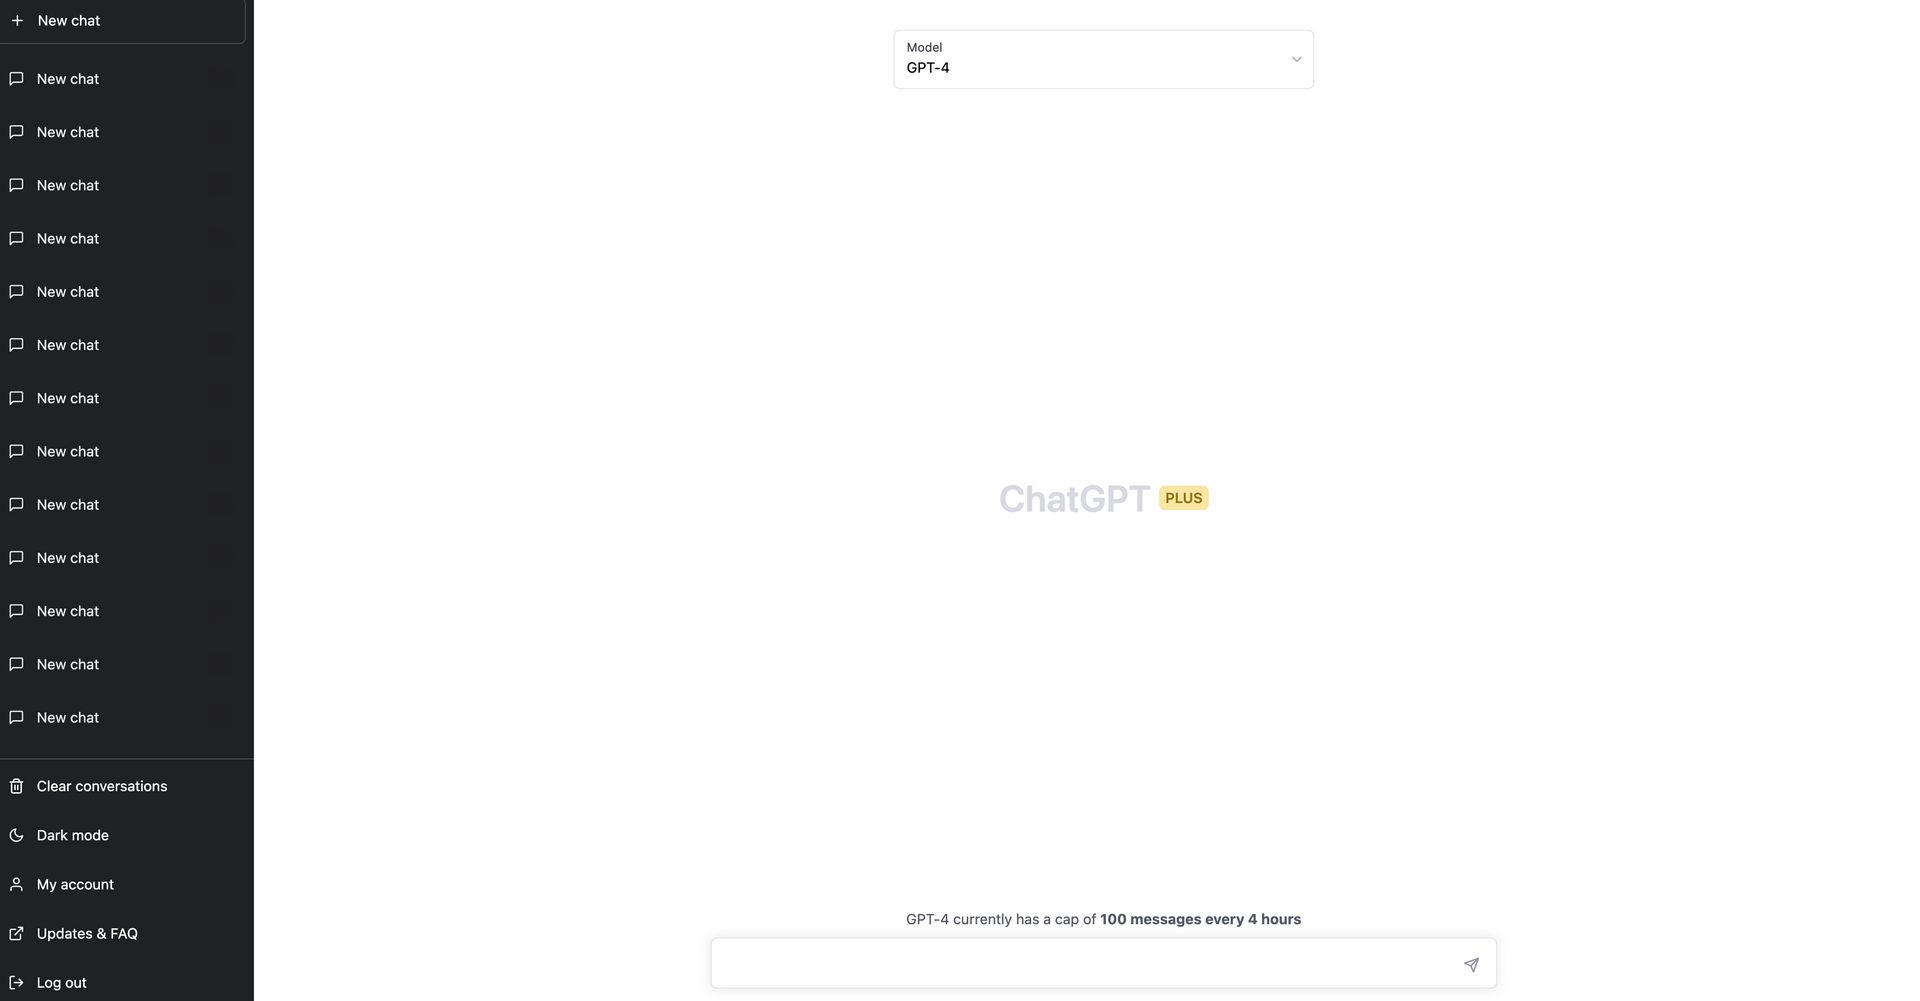 New chat
New chat
New chat
New chat
New chat
New chat
New chat
New chat
New chat
New chat
New chat
New chat
New chat
New chat
Clear conversations
Dark mode
My account
Updates & FAQ
Log out
Model
GPT-4
ChatGPT PLUS
GPT-4 currently has a cap of 100 messages every 4 hours